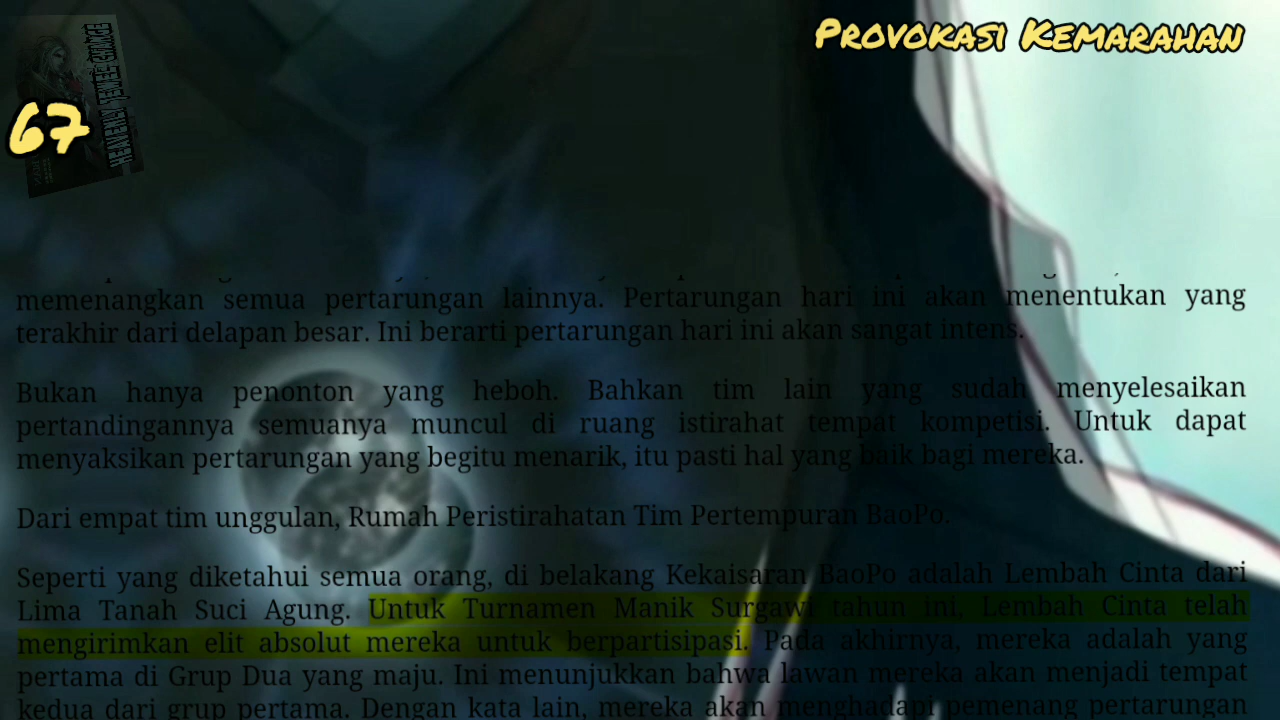 Provokasi Kemarahan
67
HEAVENLY JEWEL CHANGE
memenangkan semua pertarungan lainnya. Pertarungan hari ini akan menentukan yang
terakhir dari delapan besar. Ini berarti pertarungan hari ini akan sangat intens.
Bukan hanya penonton yang heboh. Bahkan tim lain yang sudah menyelesaikan
pertandingannya semuanya muncul di ruang istirahat tempat kompetisi. Untuk dapat
menyaksikan pertarungan yang begitu menarik, itu pasti hal yang baik bagi mereka.
Dari empat tim unggulan, Rumah Peristirahatan Tim Pertempuran BaoPo.
Seperti yang diketahui semua orang, di belakang Kekaisaran BaoPo adalah Lembah Cinta dari
Lima Tanah Suci Agung. Untuk Turnamen Manik Surgawi tahun ini, Lembah Cinta telah
mengirimkan elit absolut mereka untuk berpartisipasi. Pada akhirnya, mereka adalah yang
pertama di Grup Dua yang maju. Ini menunjukkan bahwa lawan mereka akan menjadi tempat
kedua dari grup pertama. Dengan kata lain, mereka akan menghadapi pemenang pertarungan